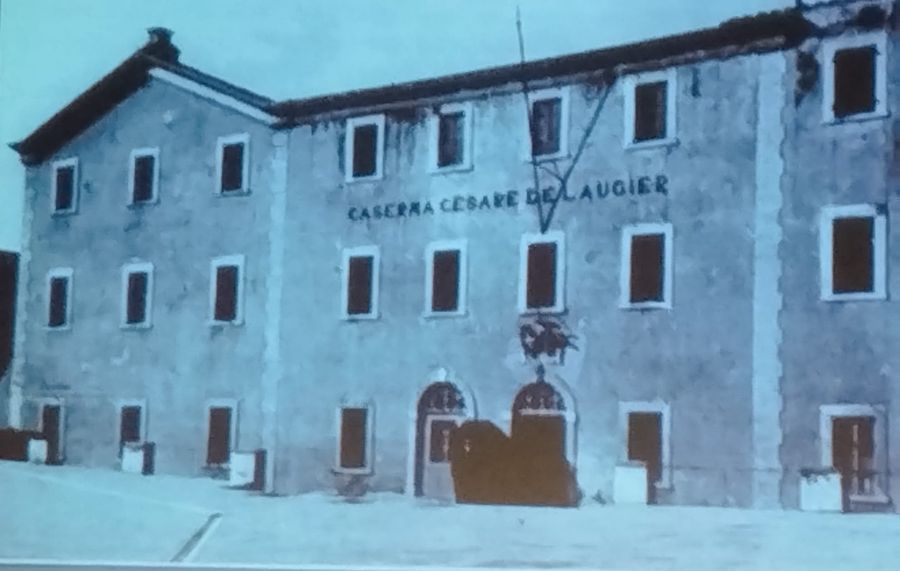 CASERMA CESARE DE LAUGIER